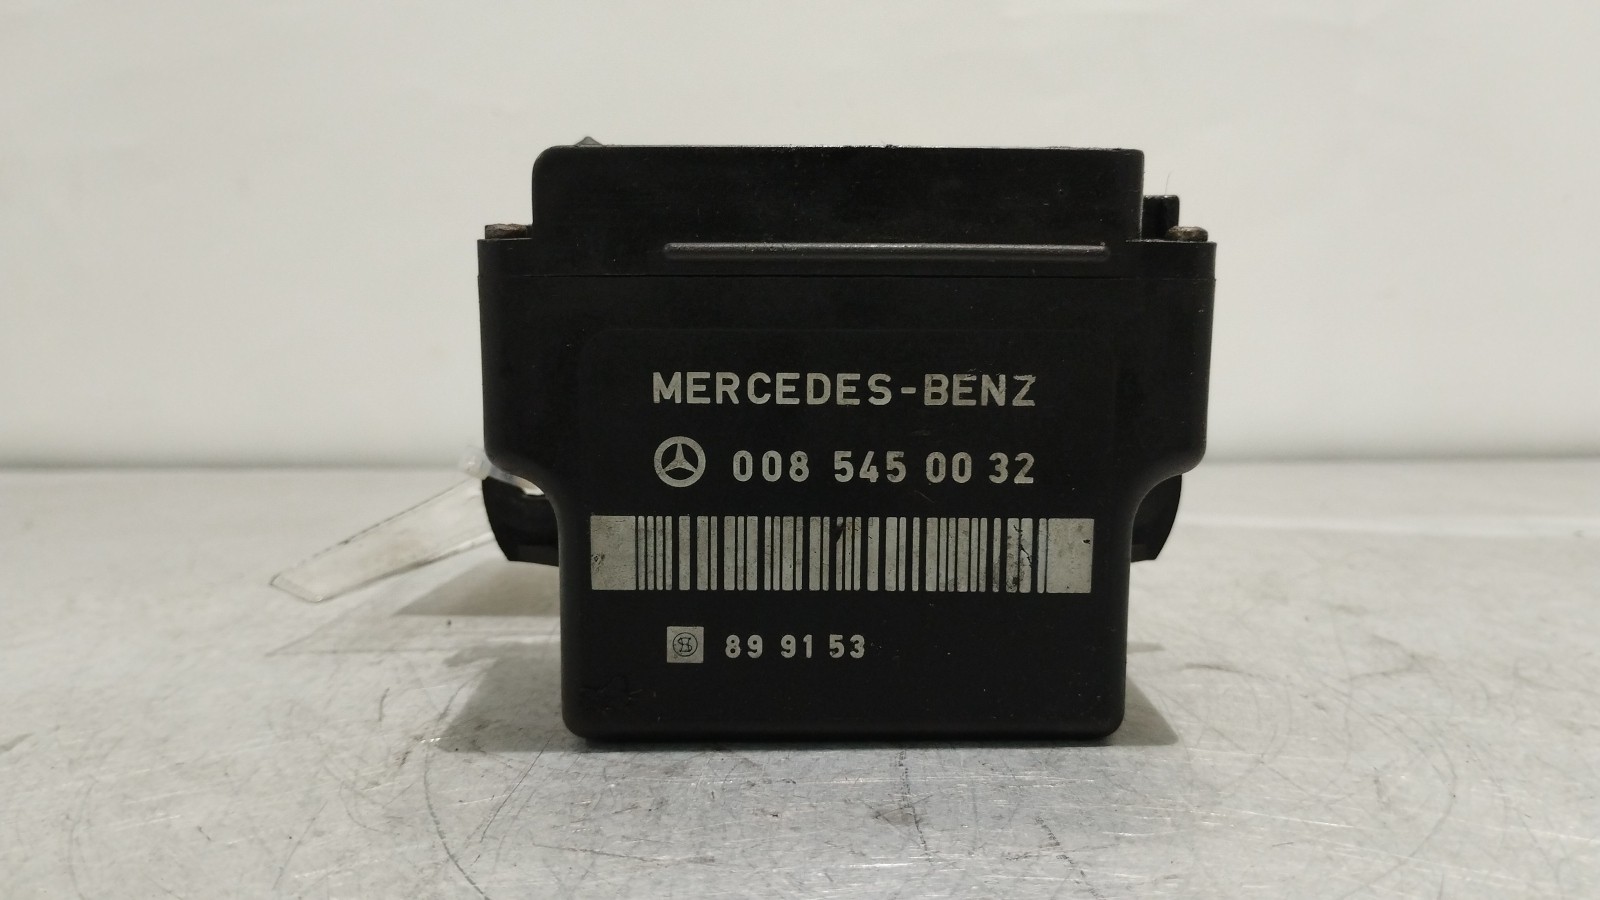 MERCEDES-BENZ
008 545 00 32
89 91 53